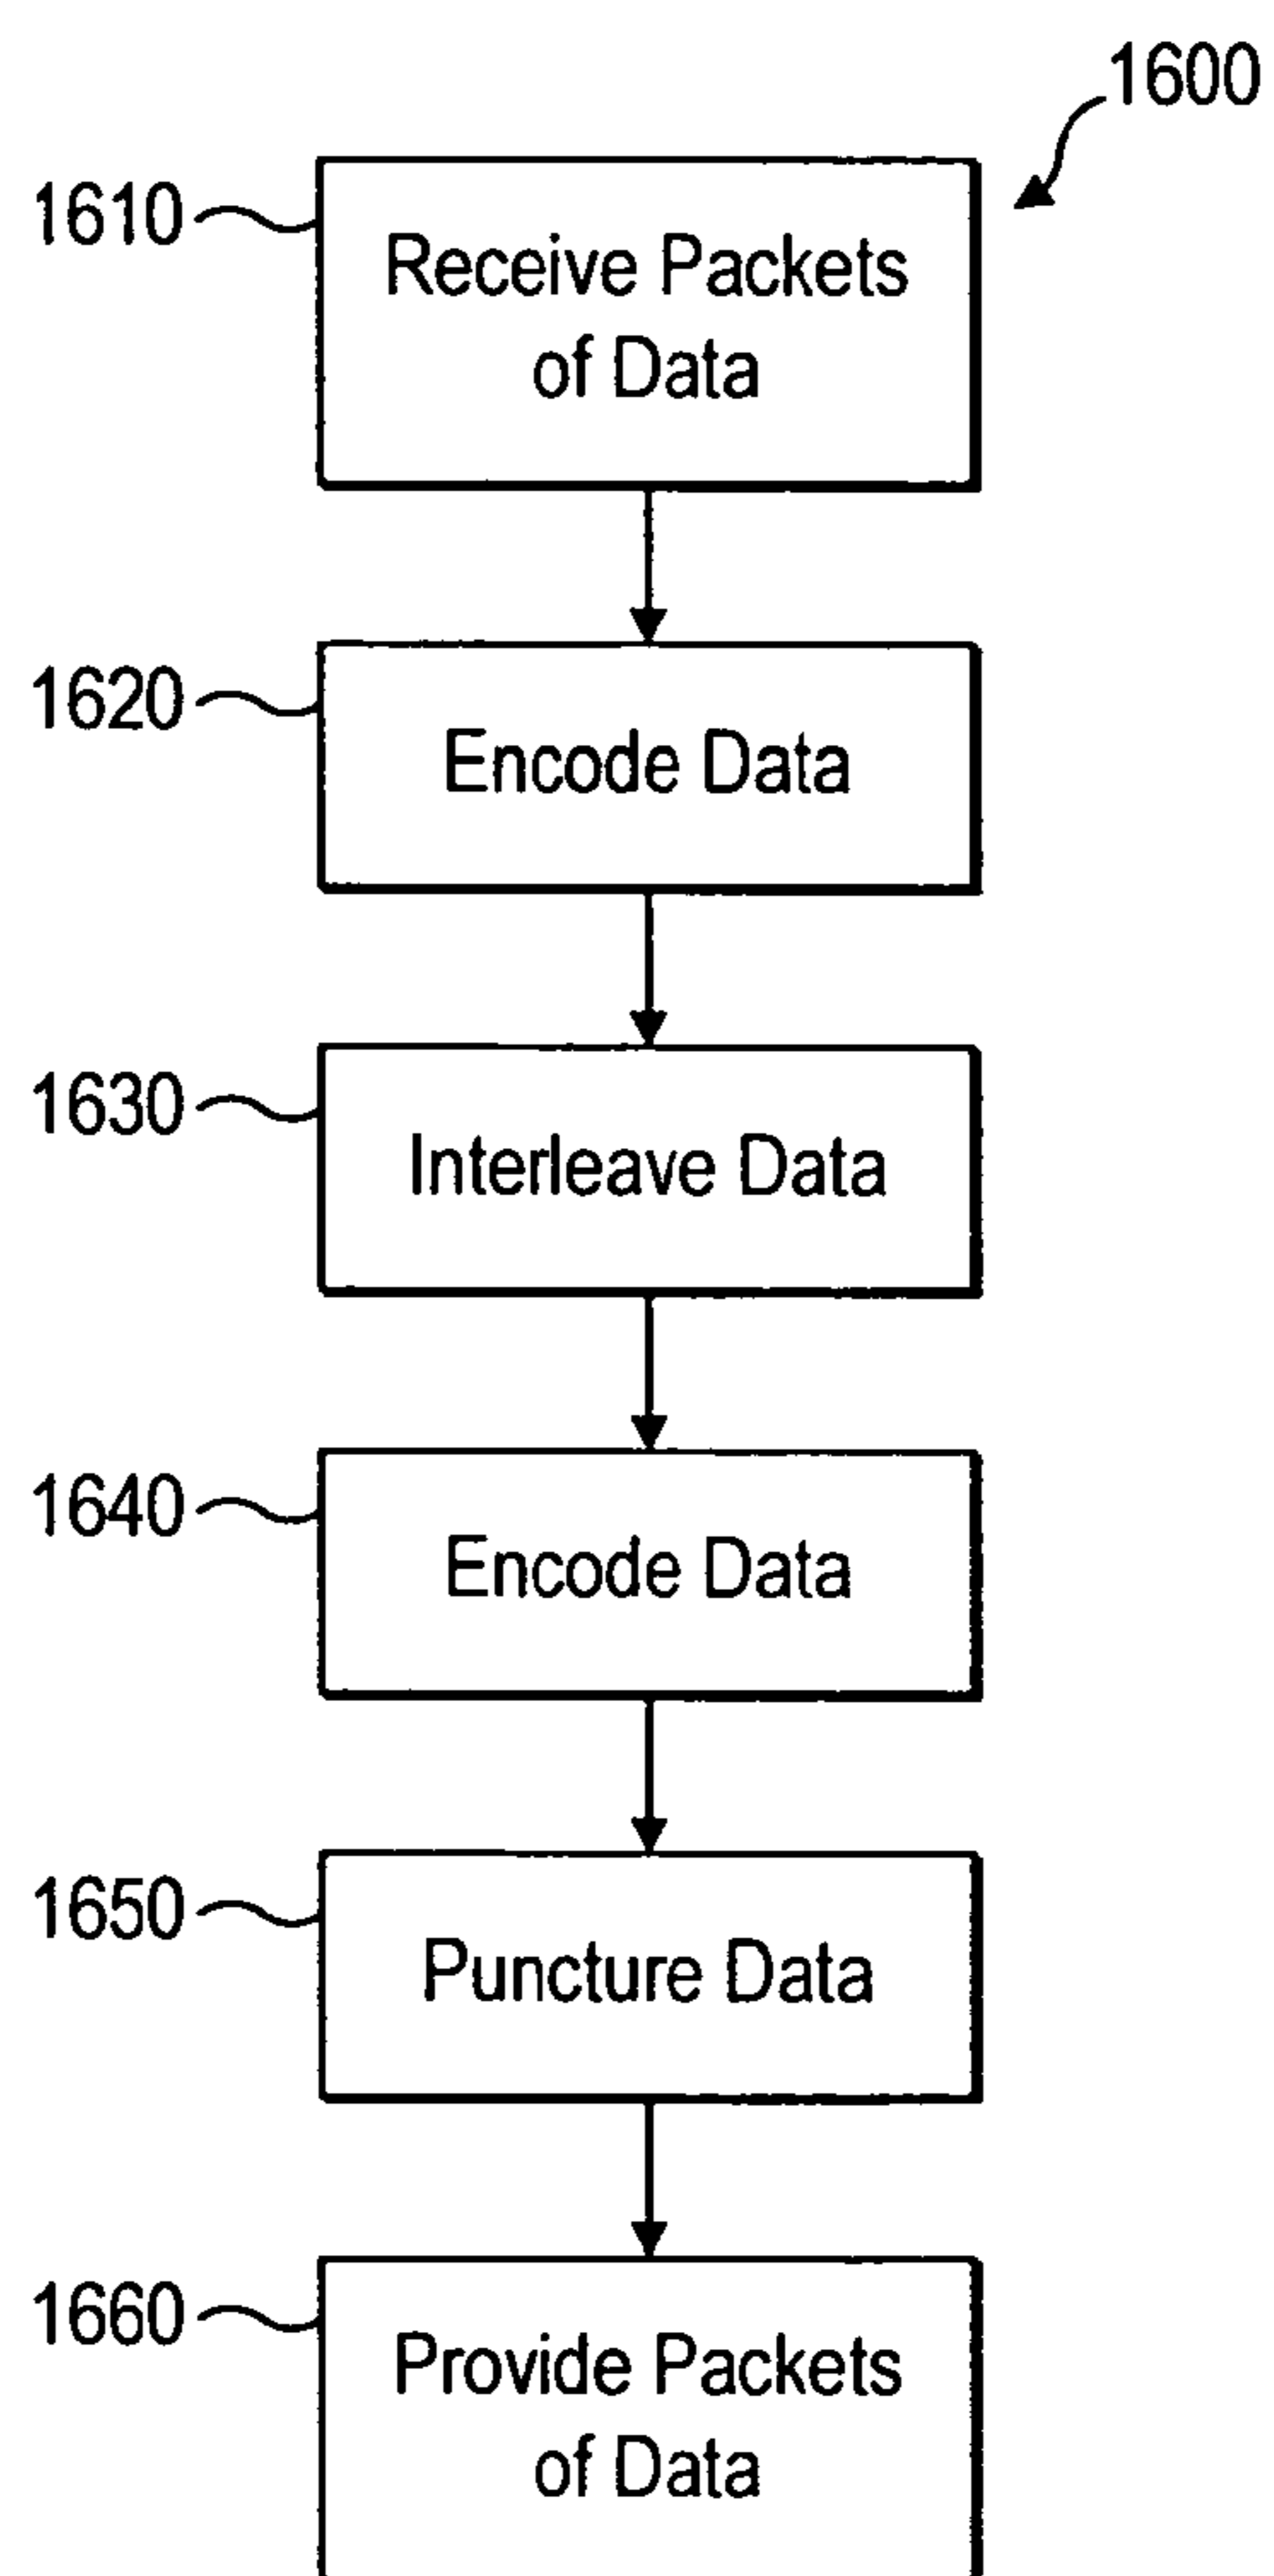 1600
1610
Receive Packets
of Data
1620
Encode Data
1630
Interleave Data
1640
Encode Data
1650
Puncture Data
1660
Provide Packets
of Data